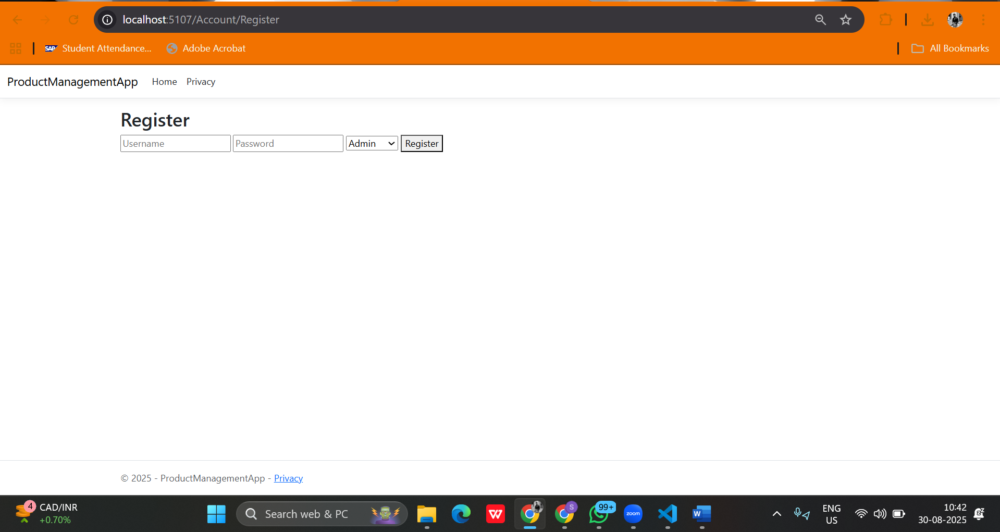 localhost:5107/Account/Register
SAP Student Attendance... Adobe Acrobat All Bookmarks
ProductManagementApp Home Privacy
Register
Username Password Admin Register
© 2025 - ProductManagementApp - Privacy
4 CAD/INR
+0.70%
Search web & PC
W
S
99+
zoom
W
ENG
US
10:42
30-08-2025